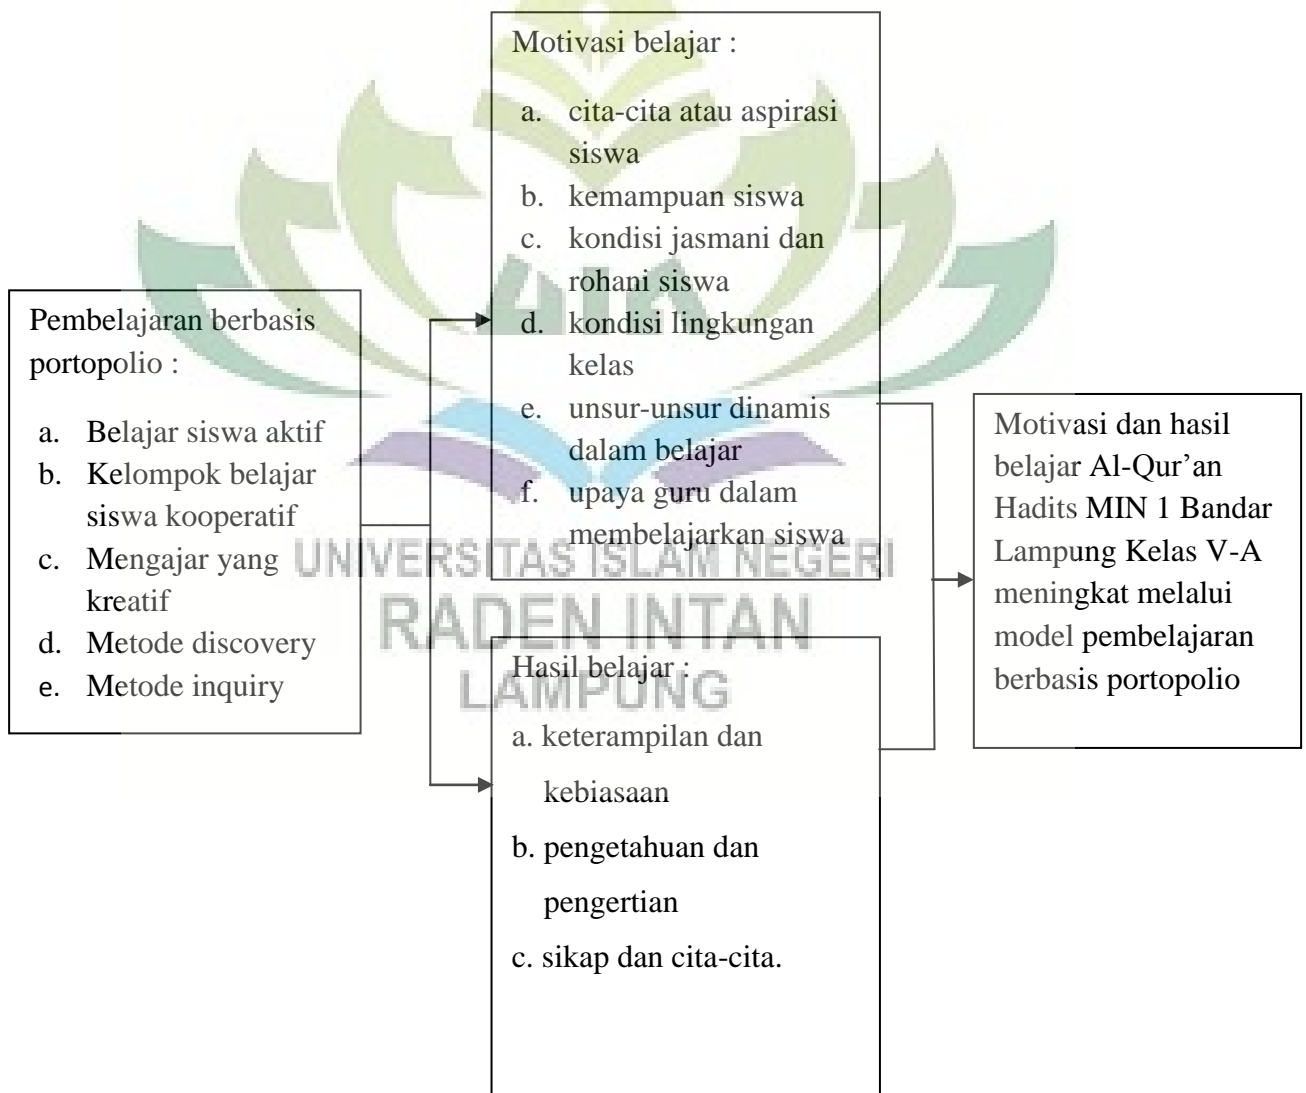 Pembelajaran berbasis
portopolio :
a. Belajar siswa aktif
b. Kelompok belajar
siswa kooperatif
c. Mengajar yang
kreatif
d. Metode discovery
e. Metode inquiry
Motivasi belajar :
a. cita-cita atau aspirasi
siswa
b. kemampuan siswa
c. kondisi jasmani dan
rohani siswa
d. kondisi lingkungan
kelas
e. unsur-unsur dinamis
dalam belajar
f. upaya guru dalam
membelajarkan siswa
Hasil belajar :
a. keterampilan dan
kebiasaan
b. pengetahuan dan
pengertian
c. sikap dan cita-cita.
Motivasi dan hasil
belajar Al-Qur’an
Hadits MIN 1 Bandar
Lampung Kelas V-A
meningkat melalui
model pembelajaran
berbasis portopolio
UIN
UNIVERSITAS ISLAM NEGERI
RADEN INTAN
LAMPUNG